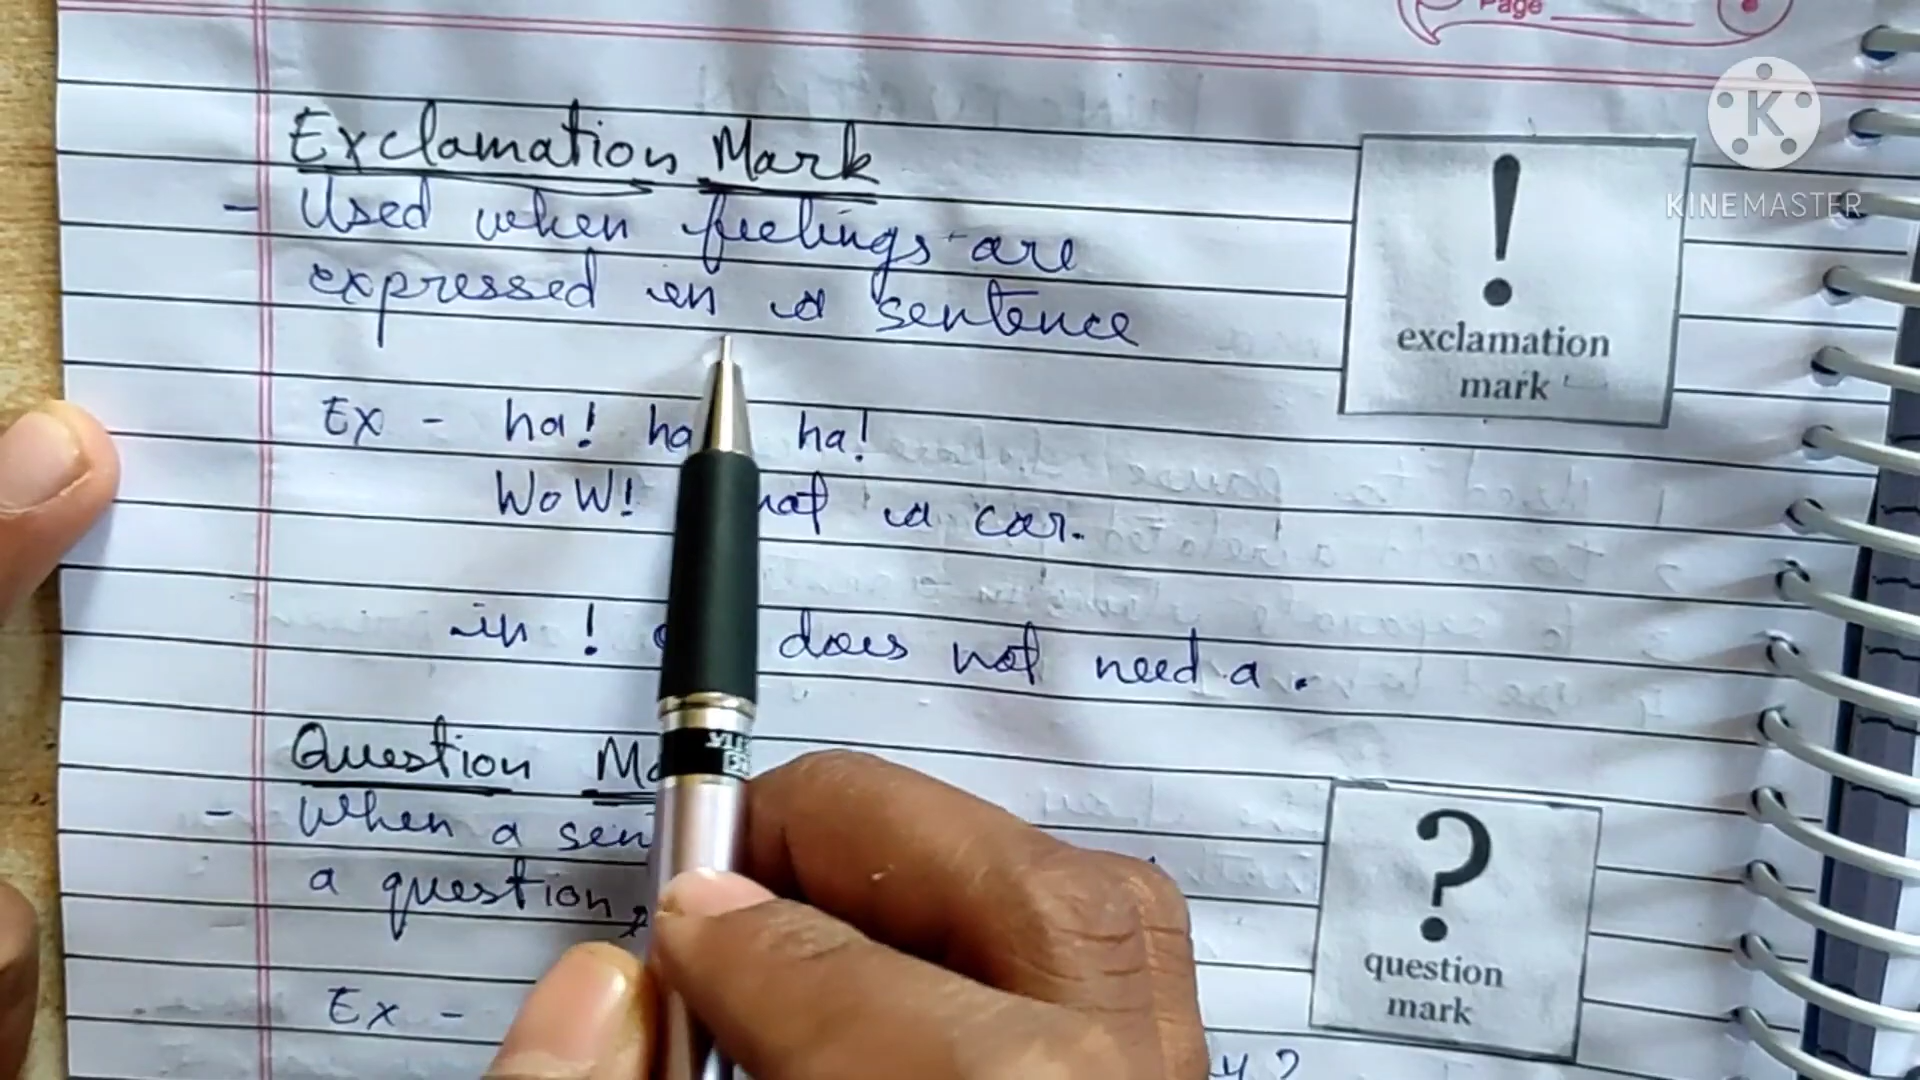 Page
K
KINEMASTER
Exclamation Mark
- Used when feelings are
expressed in a sentence
!
exclamation
mark
Ex - ha! ha ha!
WoW! a car.
in ! does not need a .
Question
- When a
a question,
?
question
mark
Ex -
?